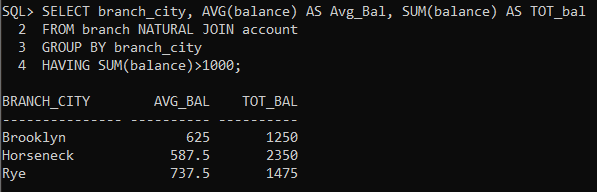 SQL> SELECT branch_city, AVG(balance) AS Avg_Bal, SUM(balance) AS TOT_bal
  2  FROM branch NATURAL JOIN account
  3  GROUP BY branch_city
  4  HAVING SUM(balance)>1000;

BRANCH_CITY        AVG_BAL    TOT_BAL
--------------- ---------- ----------
Brooklyn               625       1250
Horseneck            587.5       2350
Rye                  737.5       1475